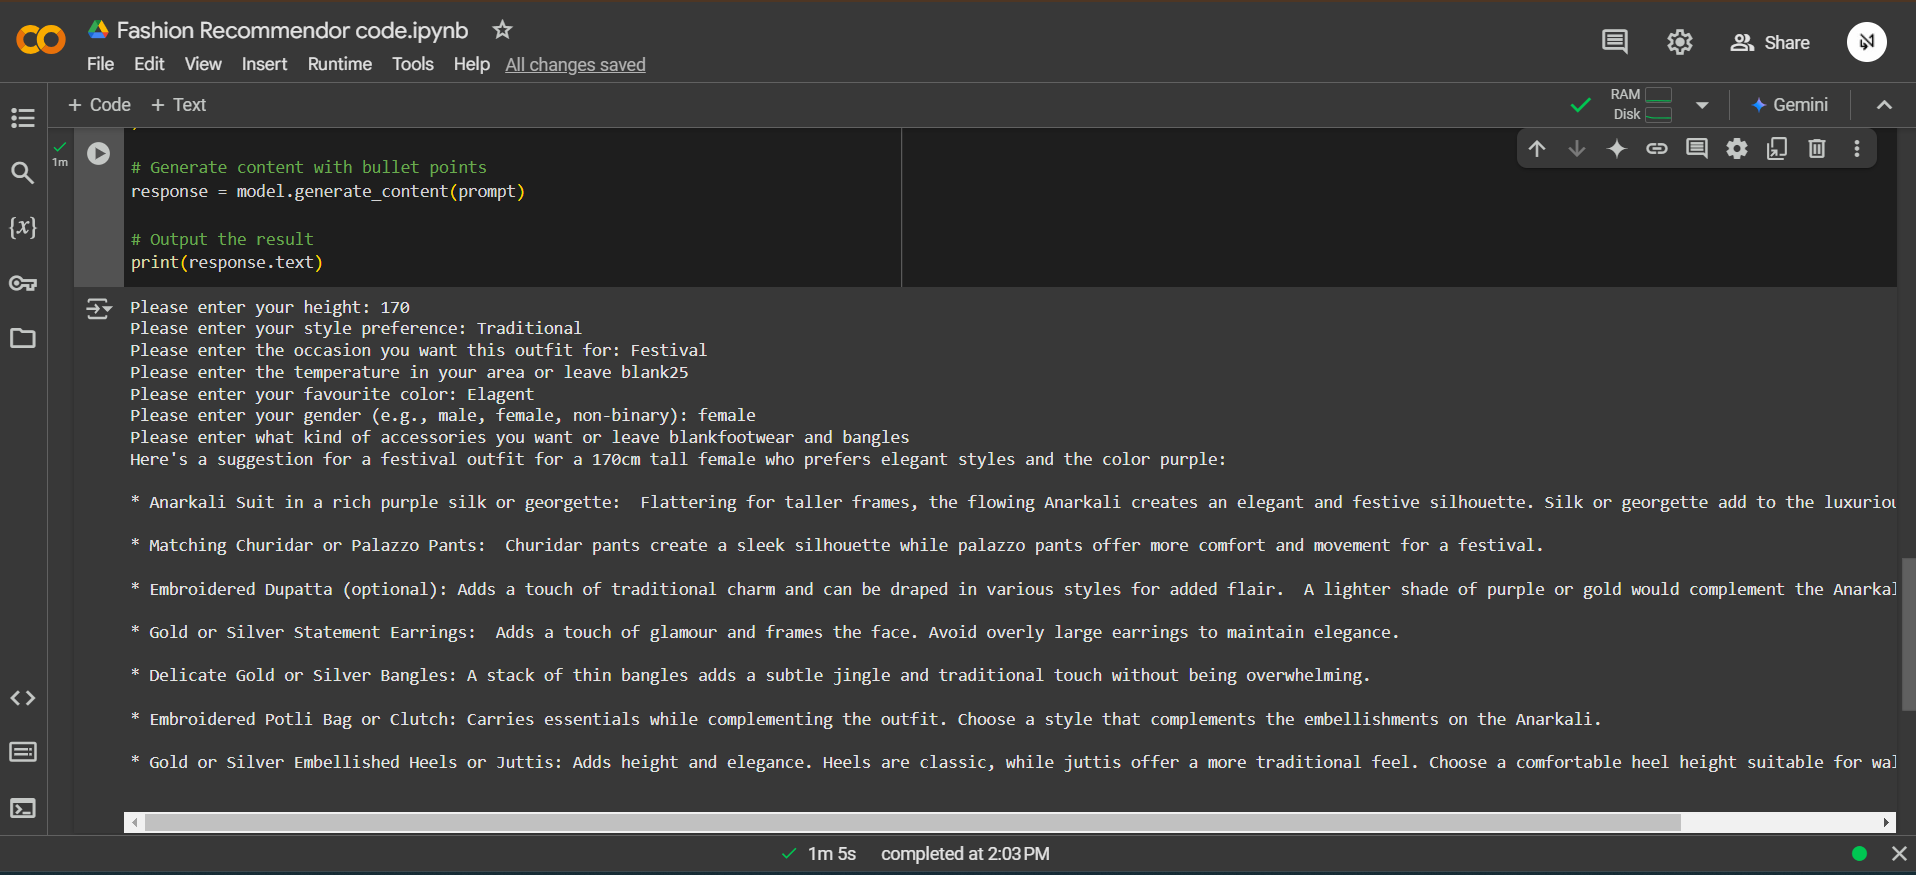 Fashion Recommendor code.ipynb
File Edit View Insert Runtime Tools Help All changes saved
Share
+ Code + Text
RAM
Disk
Gemini
1m
# Generate content with bullet points
response = model.generate_content(prompt)
# Output the result
print(response.text)
Please enter your height: 170
Please enter your style preference: Traditional
Please enter the occasion you want this outfit for: Festival
Please enter the temperature in your area or leave blank25
Please enter your favourite color: Elagent
Please enter your gender (e.g., male, female, non-binary): female
Please enter what kind of accessories you want or leave blankfootwear and bangles
Here's a suggestion for a festival outfit for a 170cm tall female who prefers elegant styles and the color purple:
* Anarkali Suit in a rich purple silk or georgette:  Flattering for taller frames, the flowing Anarkali creates an elegant and festive silhouette. Silk or georgette add to the luxuriou
* Matching Churidar or Palazzo Pants:  Churidar pants create a sleek silhouette while palazzo pants offer more comfort and movement for a festival.
* Embroidered Dupatta (optional): Adds a touch of traditional charm and can be draped in various styles for added flair.  A lighter shade of purple or gold would complement the Anarkal
* Gold or Silver Statement Earrings:  Adds a touch of glamour and frames the face. Avoid overly large earrings to maintain elegance.
* Delicate Gold or Silver Bangles: A stack of thin bangles adds a subtle jingle and traditional touch without being overwhelming.
* Embroidered Potli Bag or Clutch: Carries essentials while complementing the outfit. Choose a style that complements the embellishments on the Anarkali.
* Gold or Silver Embellished Heels or Juttis: Adds height and elegance. Heels are classic, while juttis offer a more traditional feel. Choose a comfortable heel height suitable for wal
1m 5s completed at 2:03 PM